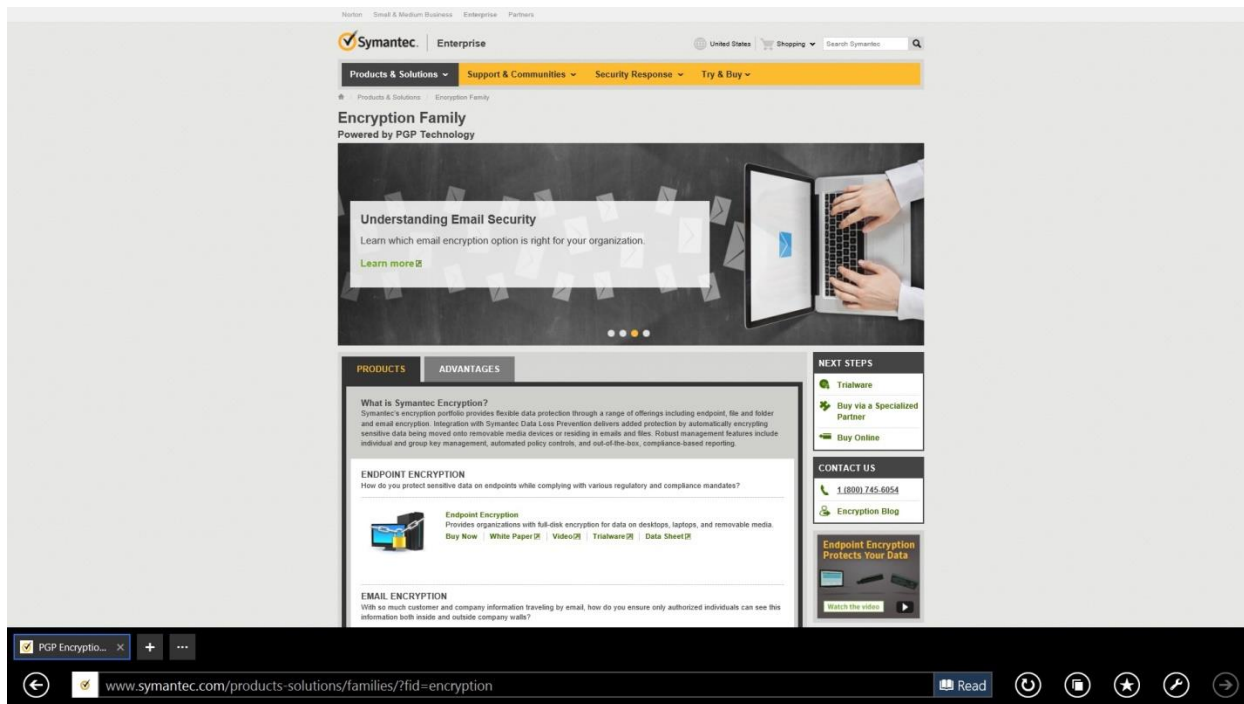 Norton Small & Medium Business Enterprise Partners
Symantec. Enterprise
United States Shopping Search Symantec
Products & Solutions Support & Communities Security Response Try & Buy
Products & Solutions Encryption Family
Encryption Family
Powered by PGP Technology
Understanding Email Security
Learn which email encryption option is right for your organization.
Learn more
PRODUCTS ADVANTAGES
What is Symantec Encryption?
Symantec's encryption portfolio provides flexible data protection through a range of offerings including endpoint, file and folder
and email encryption. Integration with Symantec Data Loss Prevention delivers added protection by automatically encrypting
sensitive data being moved onto removable media devices or residing in emails and files. Robust management features include
individual and group key management, automated policy controls, and out-of-the-box, compliance-based reporting.
ENDPOINT ENCRYPTION
How do you protect sensitive data on endpoints while complying with various regulatory and compliance mandates?
Endpoint Encryption
Provides organizations with full-disk encryption for data on desktops, laptops, and removable media.
Buy Now White Paper Video Trialware Data Sheet
EMAIL ENCRYPTION
With so much customer and company information traveling by email, how do you ensure only authorized individuals can see this
information both inside and outside company walls?
NEXT STEPS
Trialware
Buy via a Specialized
Partner
Buy Online
CONTACT US
1 (800) 745-6054
Encryption Blog
Endpoint Encryption
Protects Your Data
Watch the video
PGP Encryptio...
www.symantec.com/products-solutions/families/?fid=encryption
Read